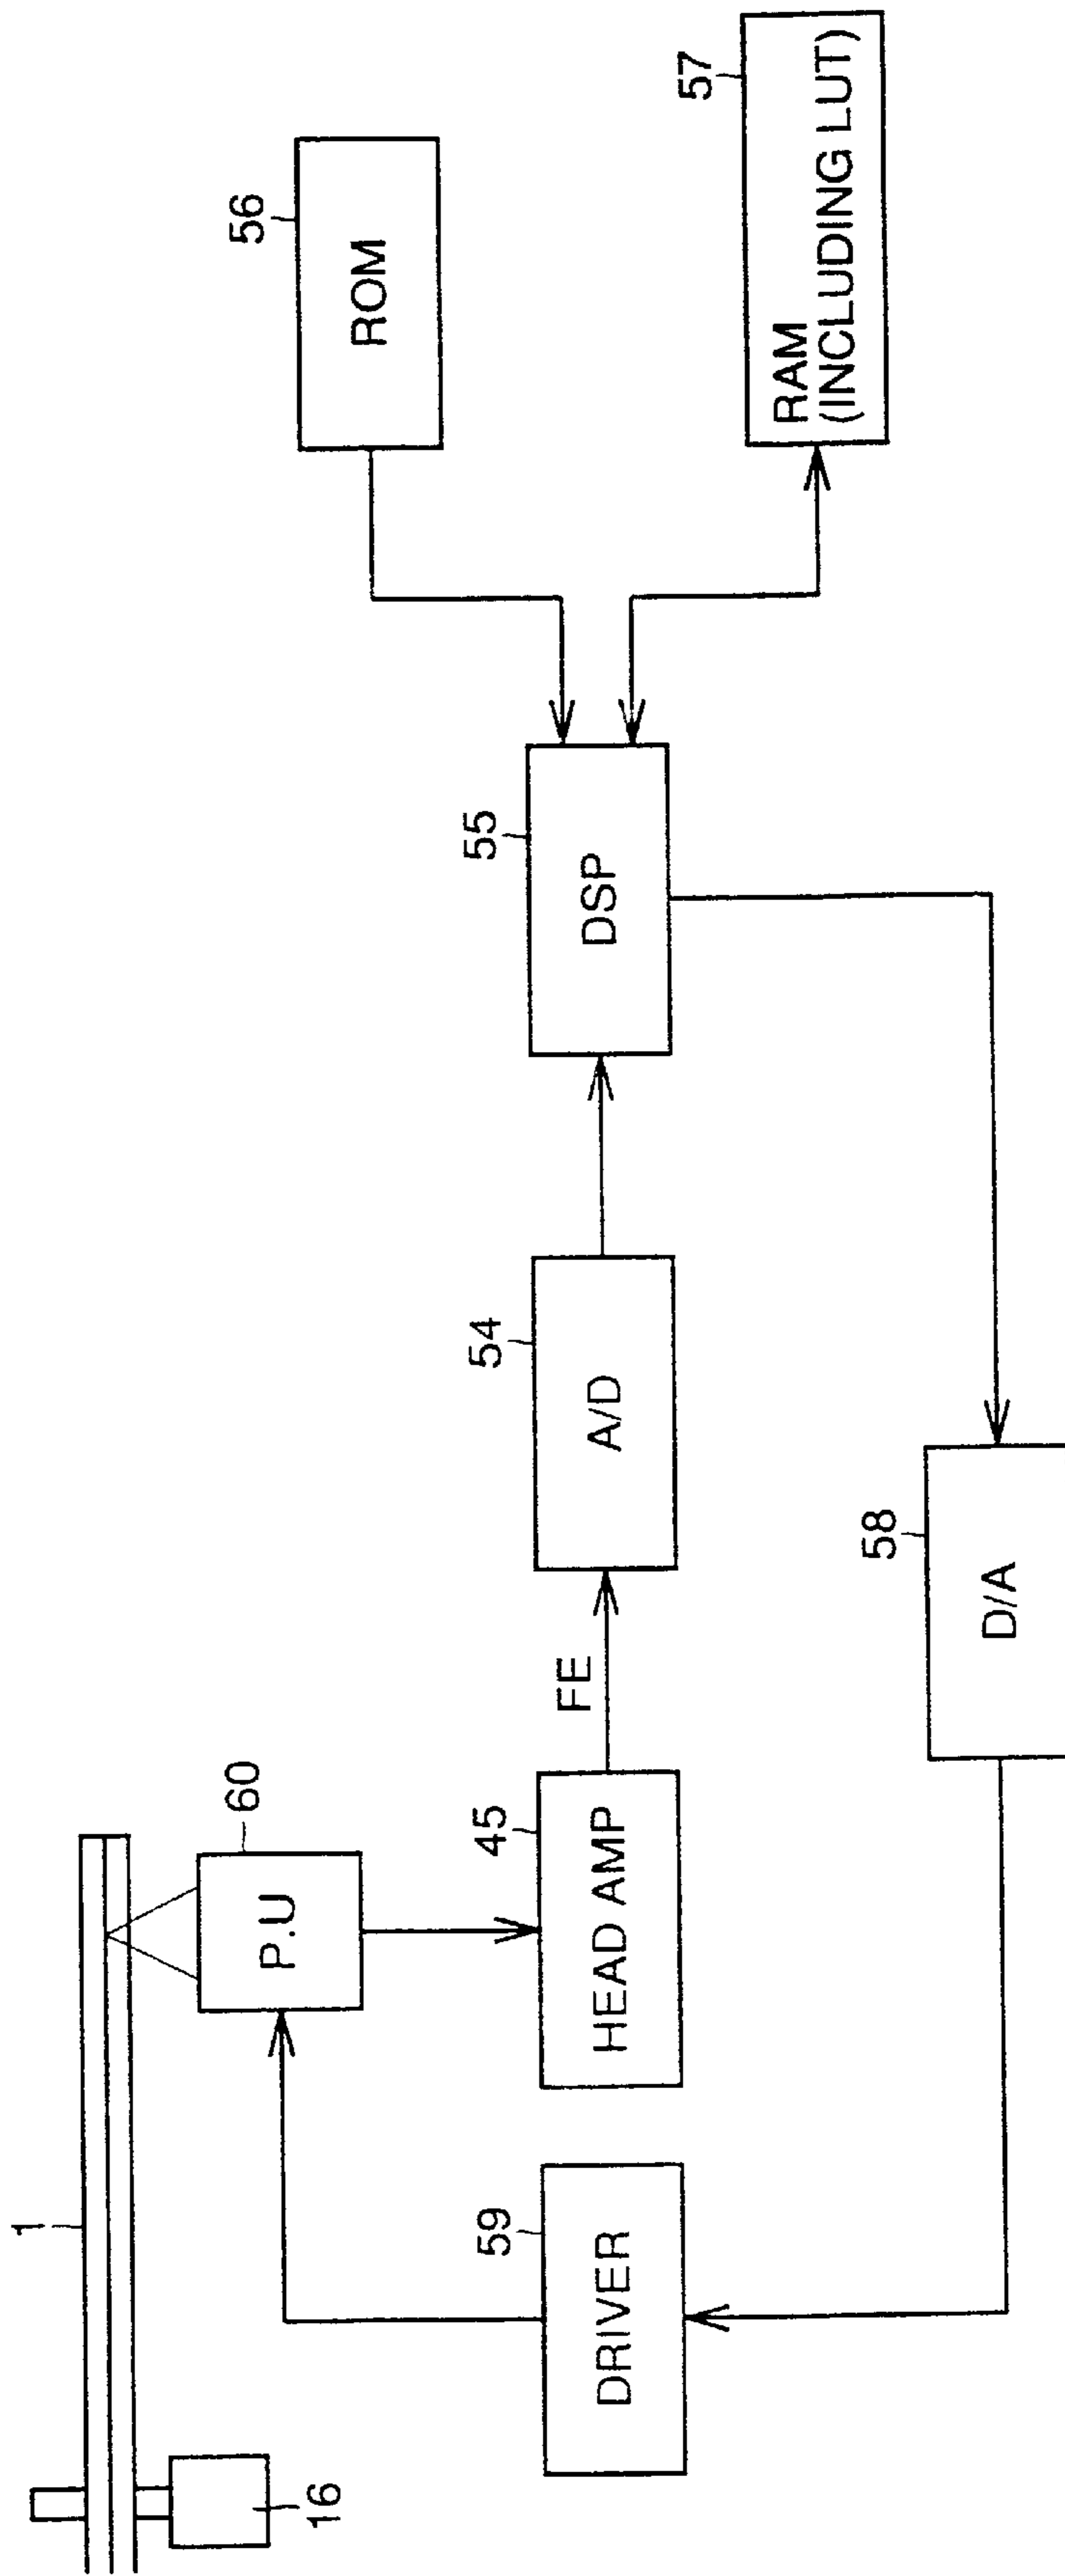 1
16
60
P.U
59
DRIVER
45
HEAD AMP
FE
54
A/D
55
DSP
56
ROM
57
RAM
(INCLUDING LUT)
58
D/A